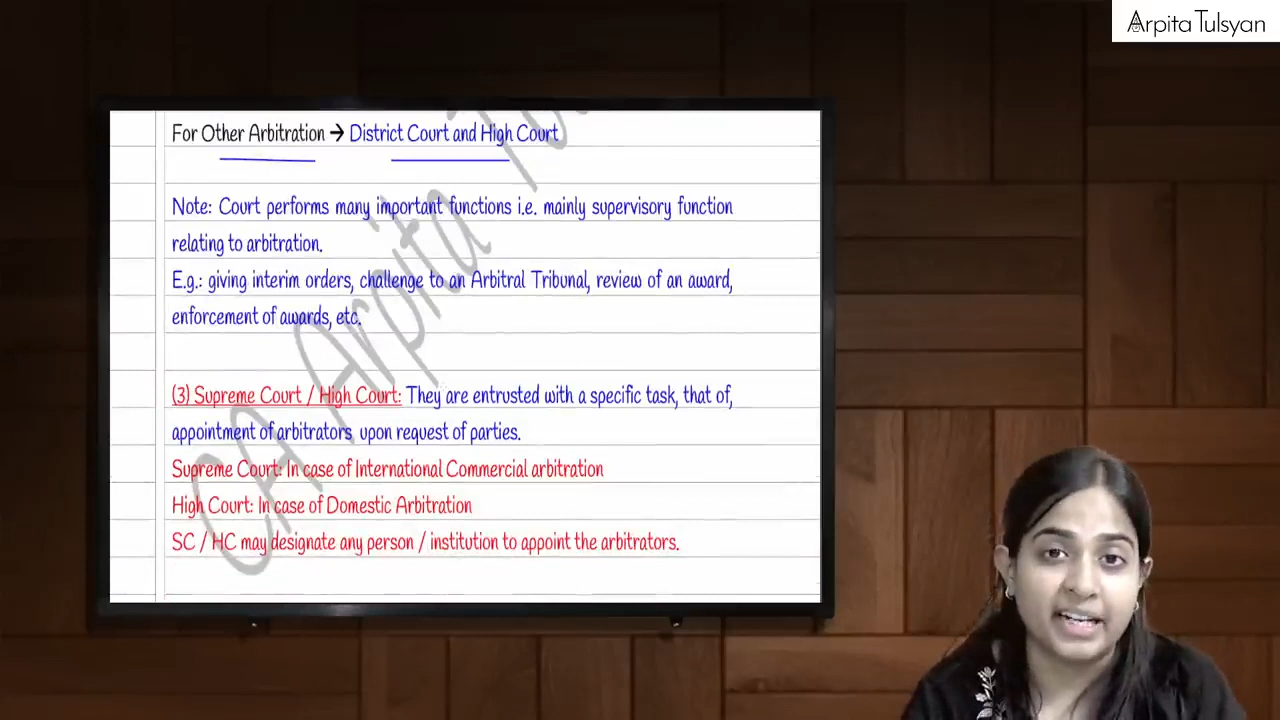 Arpita Tulsyan
For Other Arbitration → District Court and High Court
Note: Court performs many important functions i.e. mainly supervisory function
relating to arbitration.
E.g.: giving interim orders, challenge to an Arbitral Tribunal, review of an award,
enforcement of awards, etc.
(3) Supreme Court / High Court: They are entrusted with a specific task, that of,
appointment of arbitrators upon request of parties.
Supreme Court: In case of International Commercial arbitration
High Court: In case of Domestic Arbitration
SC / HC may designate any person / institution to appoint the arbitrators.
CA Arpita